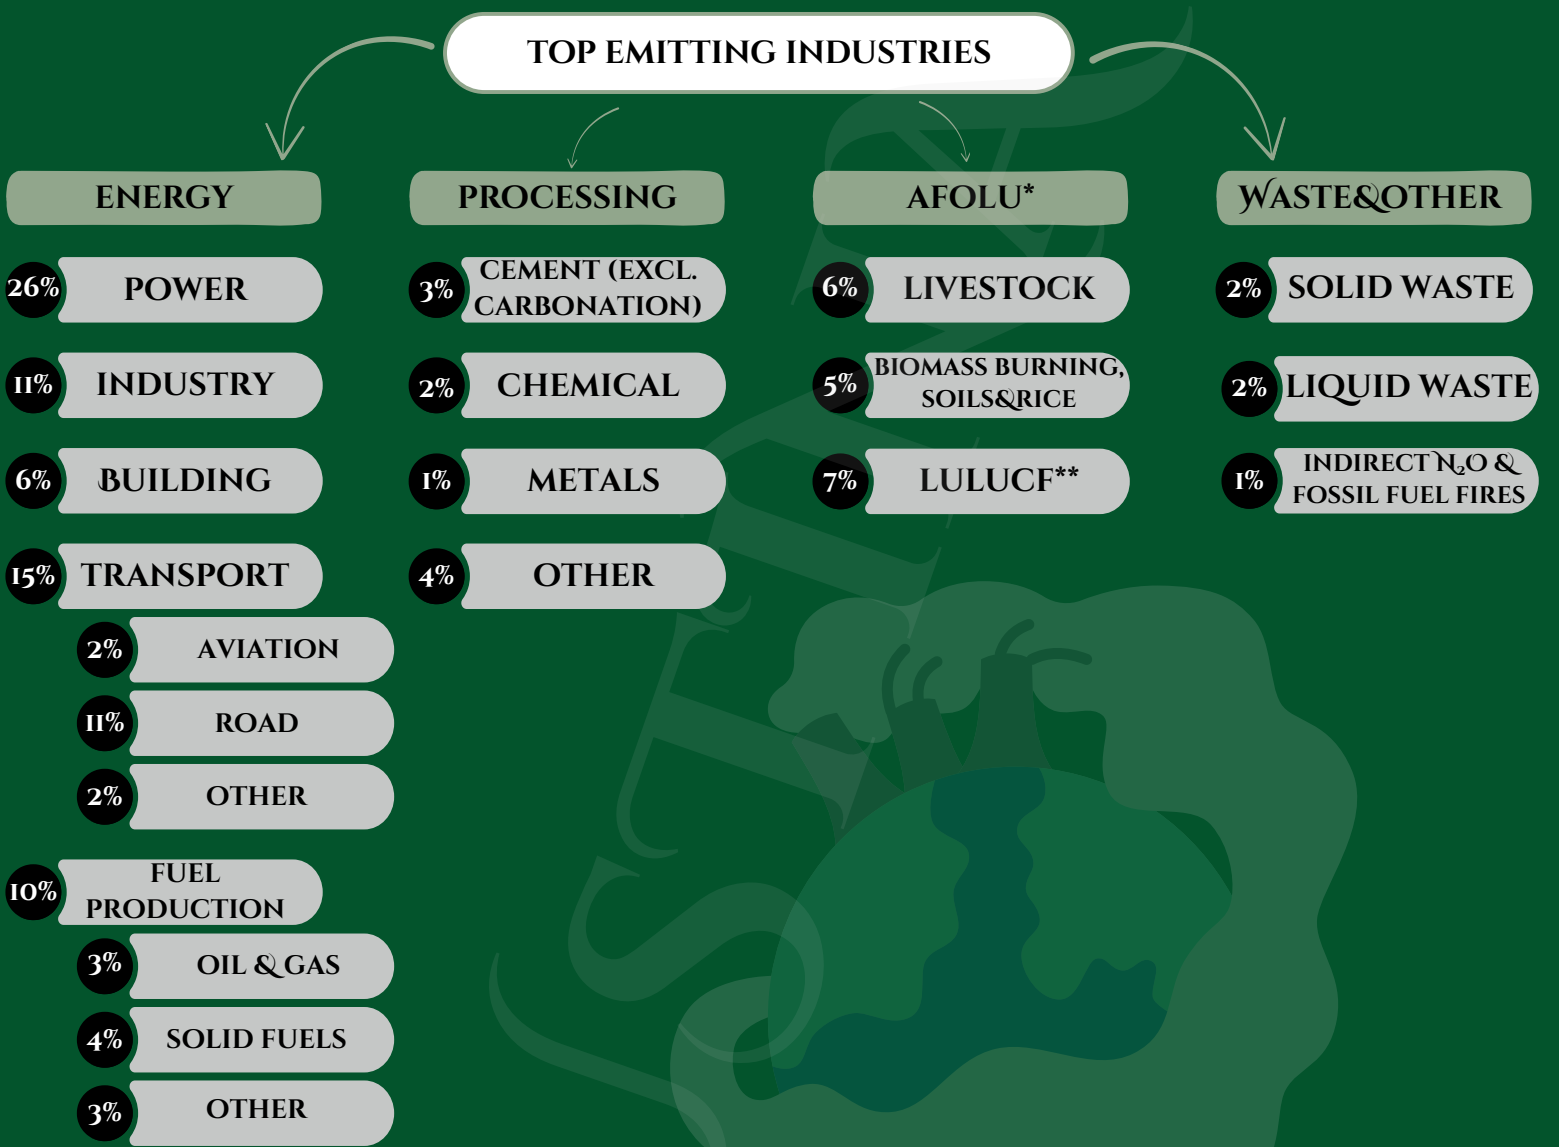 TOP EMITTING INDUSTRIES
ENERGY
26%
POWER
11%
INDUSTRY
6%
BUILDING
15%
TRANSPORT
2%
AVIATION
11%
ROAD
2%
OTHER
10%
FUEL
PRODUCTION
3%
OIL & GAS
4%
SOLID FUELS
3%
OTHER
PROCESSING
3%
CEMENT (EXCL.
CARBONATION)
2%
CHEMICAL
1%
METALS
4%
OTHER
AFOLU*
6%
LIVESTOCK
5%
BIOMASS BURNING,
SOILS&RICE
7%
LULUCF**
WASTE&OTHER
2%
SOLID WASTE
2%
LIQUID WASTE
1%
INDIRECT N₂O &
FOSSIL FUEL FIRES